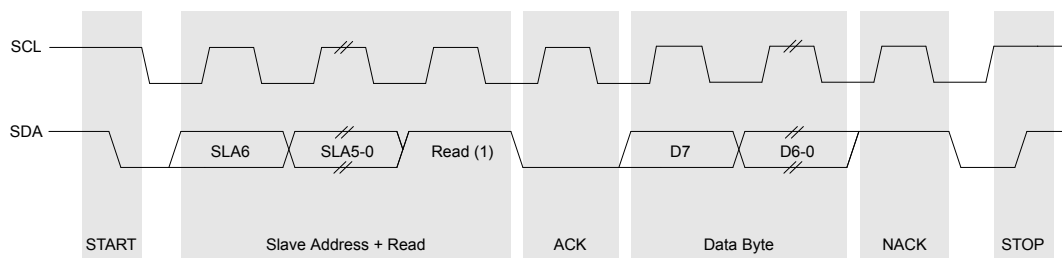 SCL
SDA
SLA6 SLA5-0 Read (1) D7 D6-0
START Slave Address + Read ACK Data Byte NACK STOP